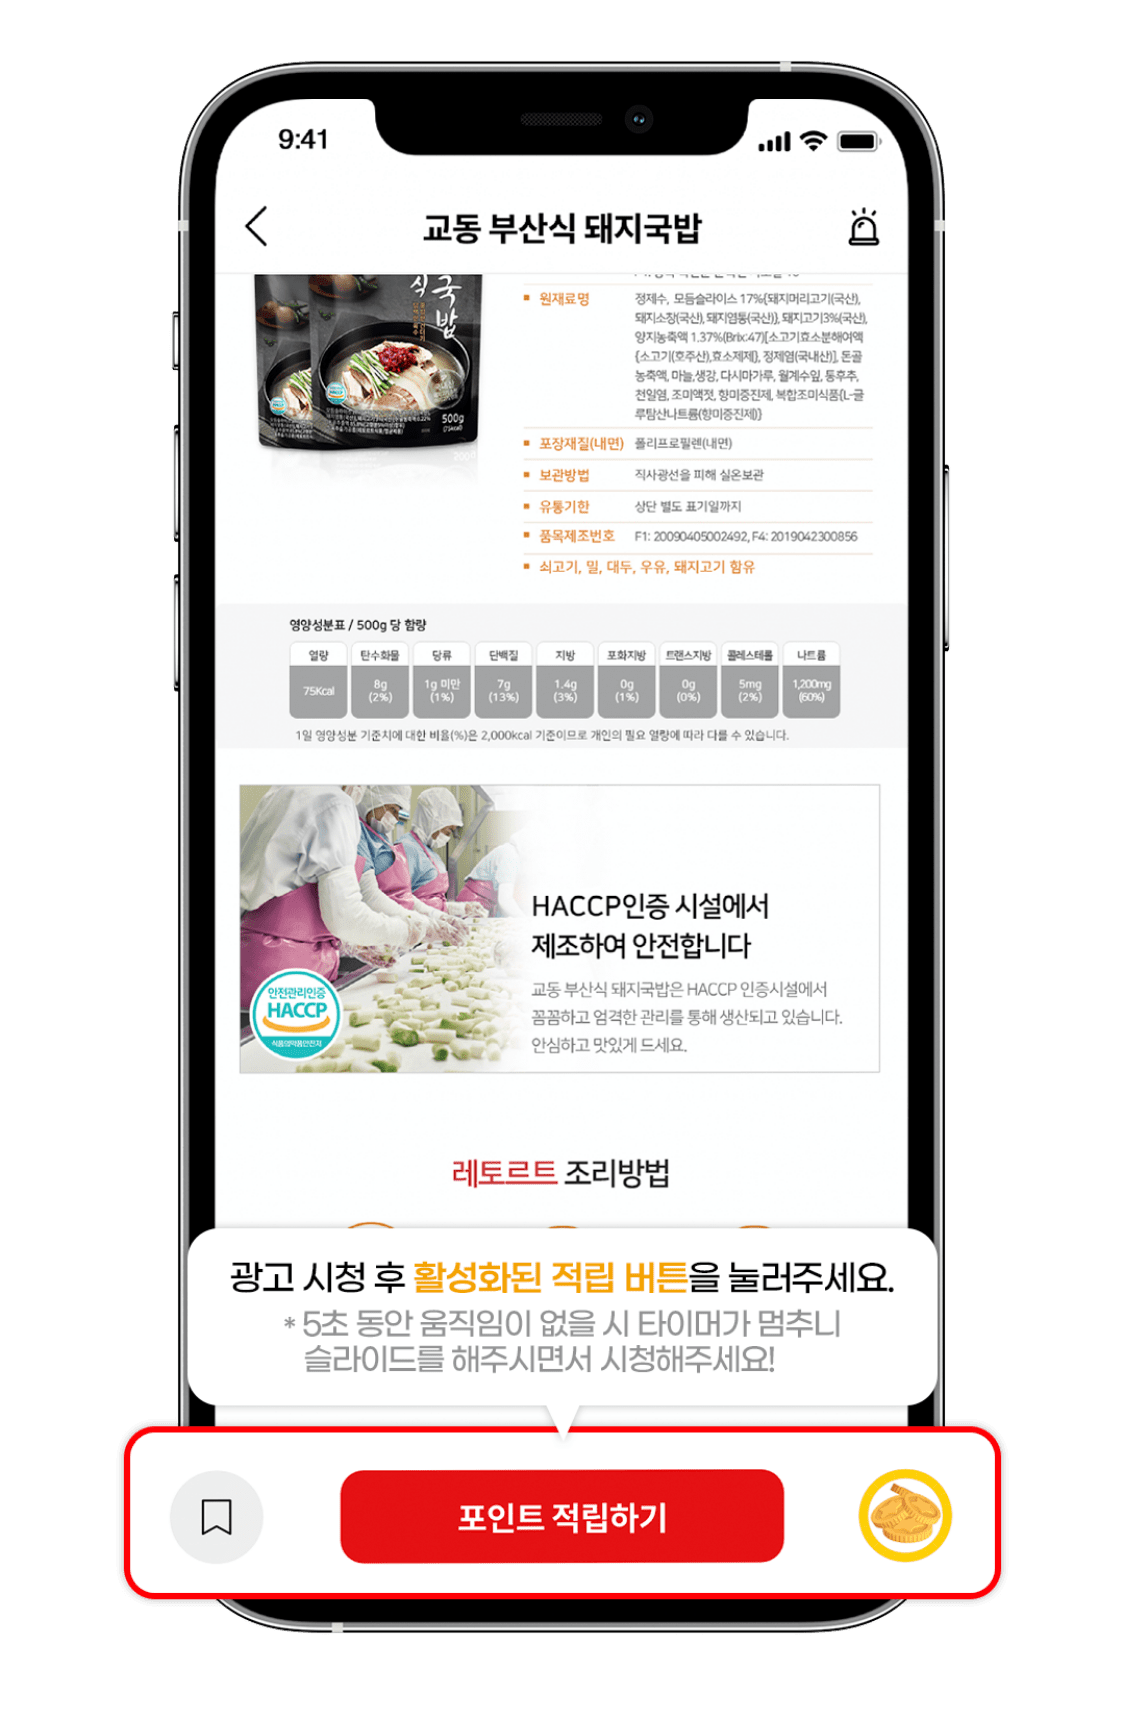 9:41
교동 부산식 돼지국밥
식
국밥
HACCP
HACCP
500g
원재료명
정제수, 모듬슬라이스 17%{돼지머리고기(국산),
돼지소창(국산), 돼지염통(국산)}, 돼지고기3%(국산),
양지농축액 1.37%(Brix:47)[소고기효소분해여액
{소고기(호주산),효소제제}, 정제염(국내산)], 돈골
농축액, 마늘,생강, 다시마가루, 월계수잎, 통후추,
천일염, 조미액젓, 향미증진제, 복합조미식품{L-글
루탐산나트륨(향미증진제)}
포장재질(내면) 폴리프로필렌(내면)
보관방법 직사광선을 피해 실온보관
유통기한 상단 별도 표기일까지
품목제조번호 F1: 20090405002492, F4: 2019042300856
쇠고기, 밀, 대두, 우유, 돼지고기 함유
영양성분표 / 500g 당 함량
열량 탄수화물 당류 단백질 지방 포화지방 트랜스지방 콜레스테롤 나트륨
75Kcal 8g 1g 미만 7g 1.4g 0g 0g 5mg 1,200mg
(2%) (1%) (13%) (3%) (1%) (0%) (2%) (60%)
1일 영양성분 기준치에 대한 비율(%)은 2,000kcal 기준이므로 개인의 필요 열량에 따라 다를 수 있습니다.
HACCP인증 시설에서
제조하여 안전합니다
교동 부산식 돼지국밥은 HACCP 인증시설에서
꼼꼼하고 엄격한 관리를 통해 생산되고 있습니다.
안심하고 맛있게 드세요.
안전관리인증
HACCP
식품의약품안전처
레토르트 조리방법
광고 시청 후 활성화된 적립 버튼을 눌러주세요.
* 5초 동안 움직임이 없을 시 타이머가 멈추니
슬라이드를 해주시면서 시청해주세요!
포인트 적립하기